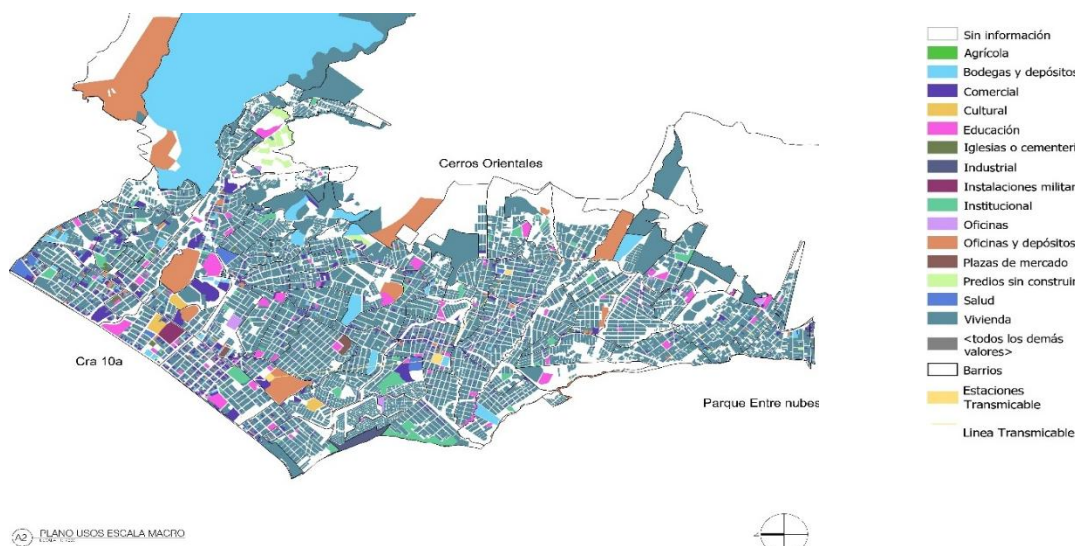 Cerros Orientales
Cra 10a
Parque Entre nubes
Sin información
Agrícola
Bodegas y depósitos
Comercial
Cultural
Educación
Iglesias o cementeri
Industrial
Instalaciones militar
Institucional
Oficinas
Oficinas y depósitos
Plazas de mercado
Predios sin construir
Salud
Vivienda
<todos los demás
valores>
Barrios
Estaciones
Transmicable
Linea Transmicable
A2 PLANO USOS ESCALA MACRO